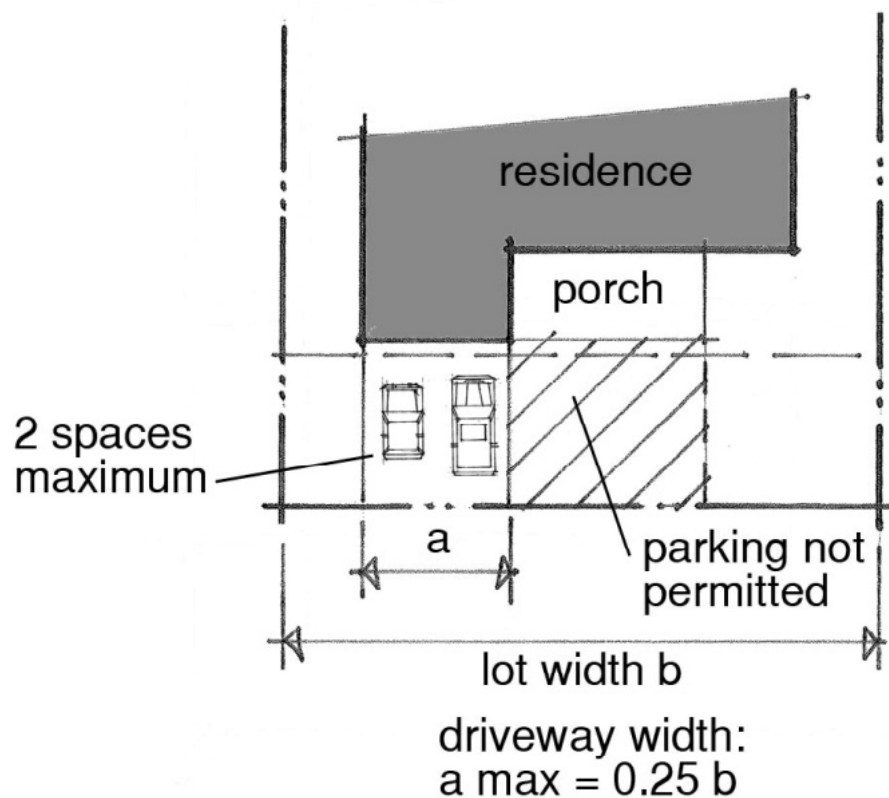 residence
porch
2 spaces
maximum
a
parking not
permitted
lot width b
driveway width:
a max = 0.25 b